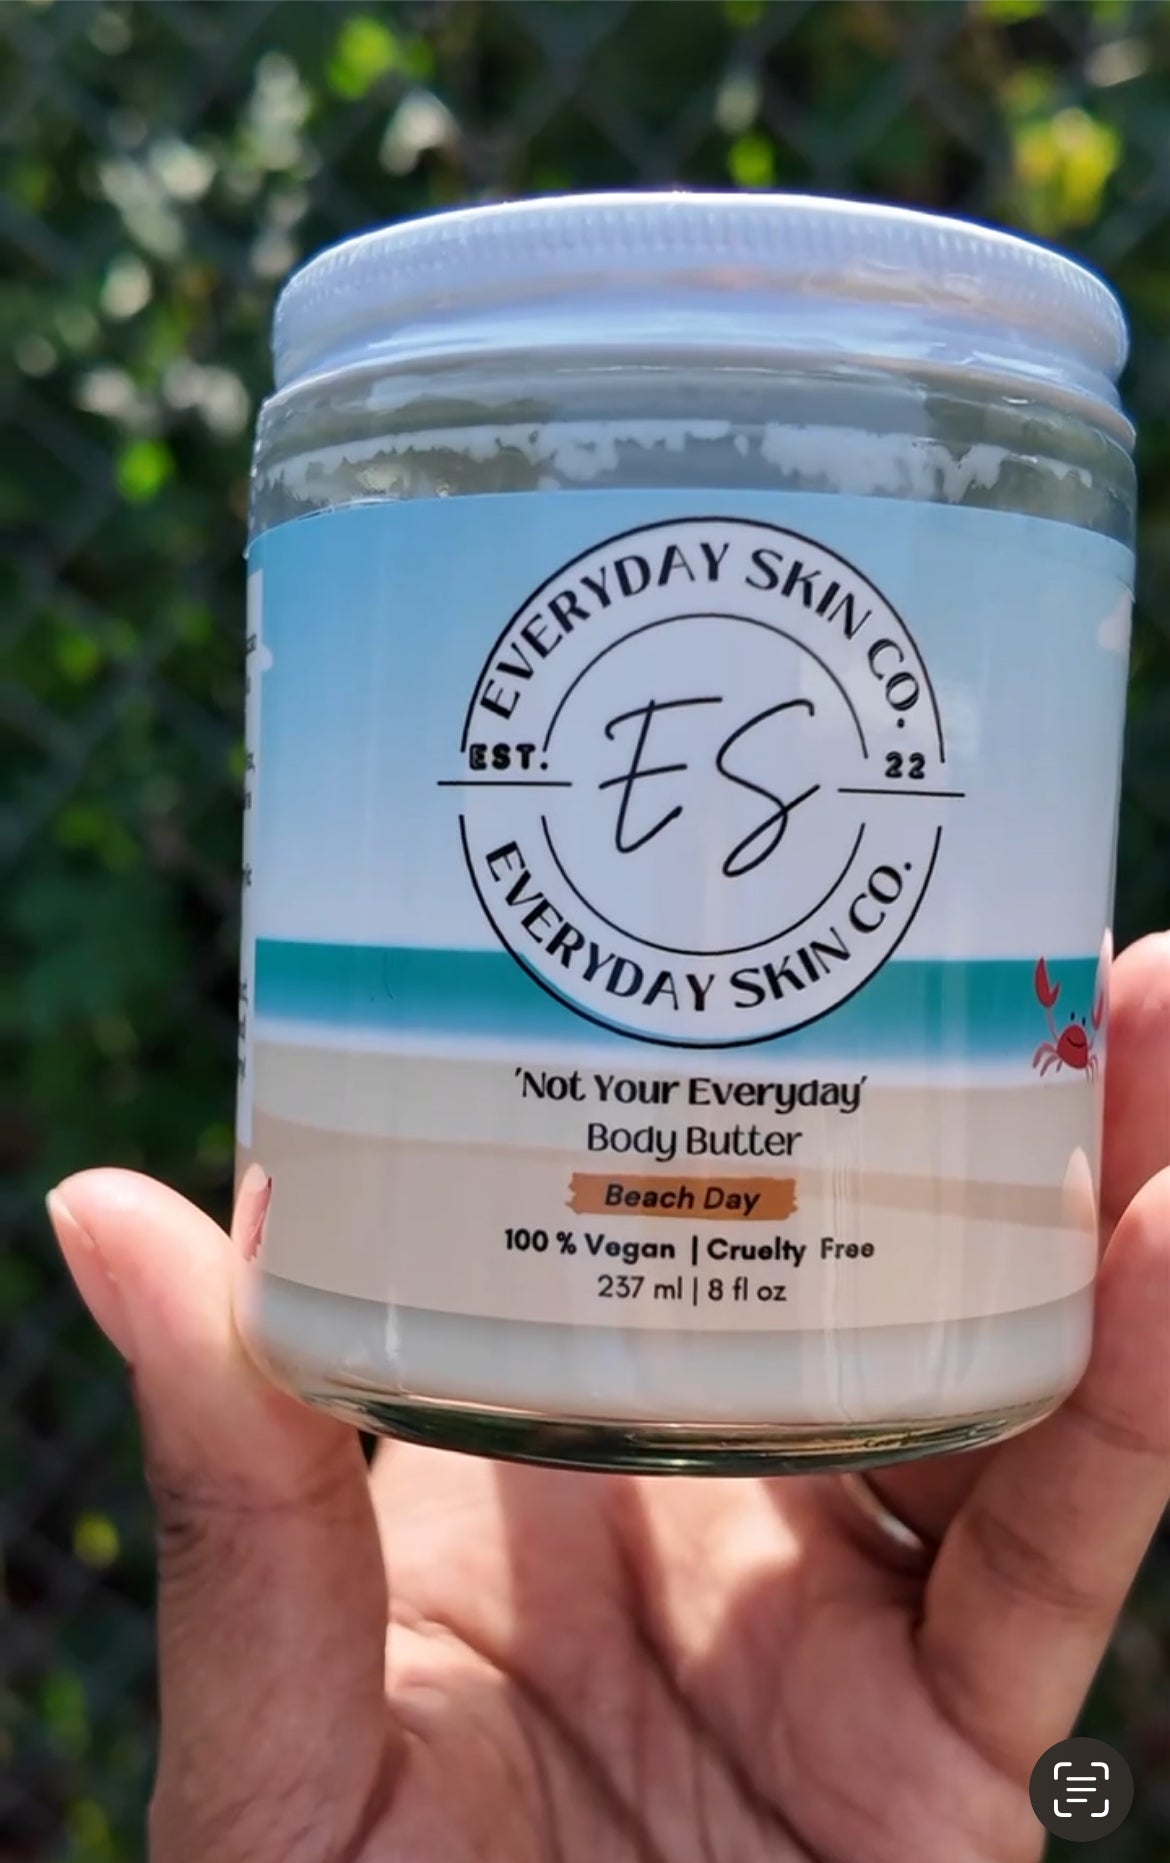 EVERYDAY SKIN CO.
EST. 22
ES
EVERYDAY SKIN CO.
'Not Your Everyday'
Body Butter
Beach Day
100 % Vegan | Cruelty Free
237 ml | 8 fl oz